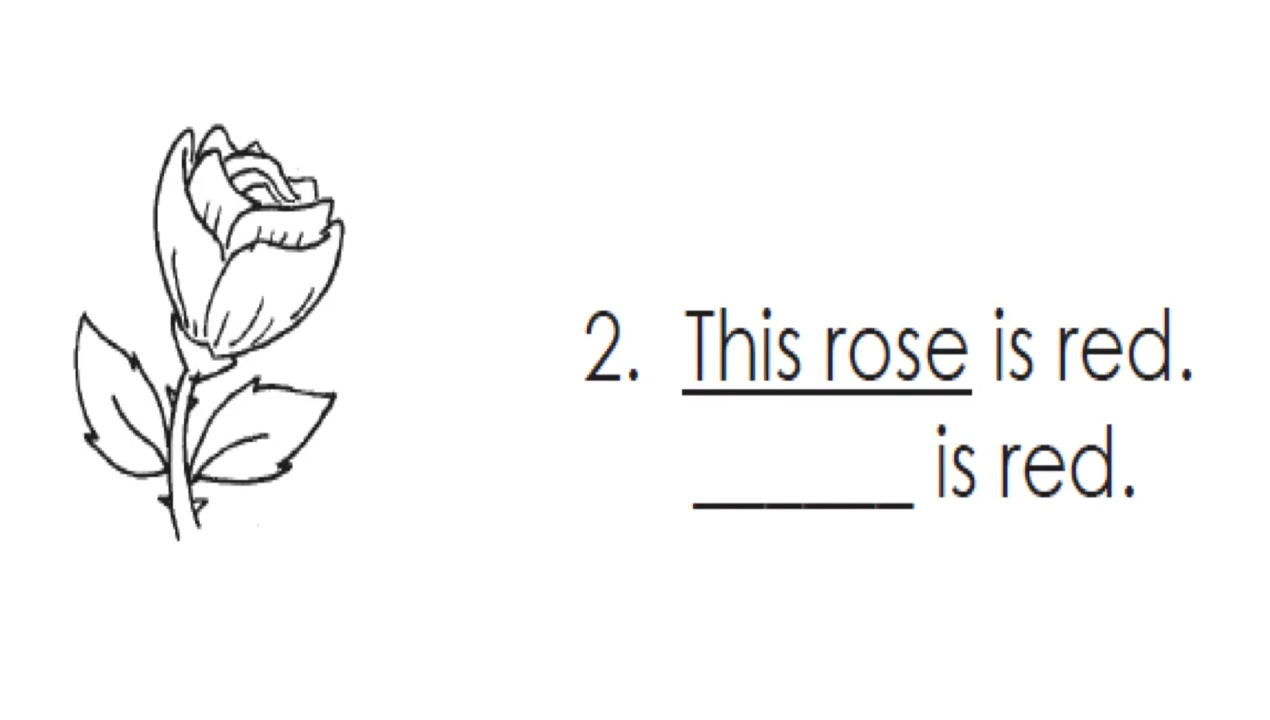 2. This rose is red.
______ is red.